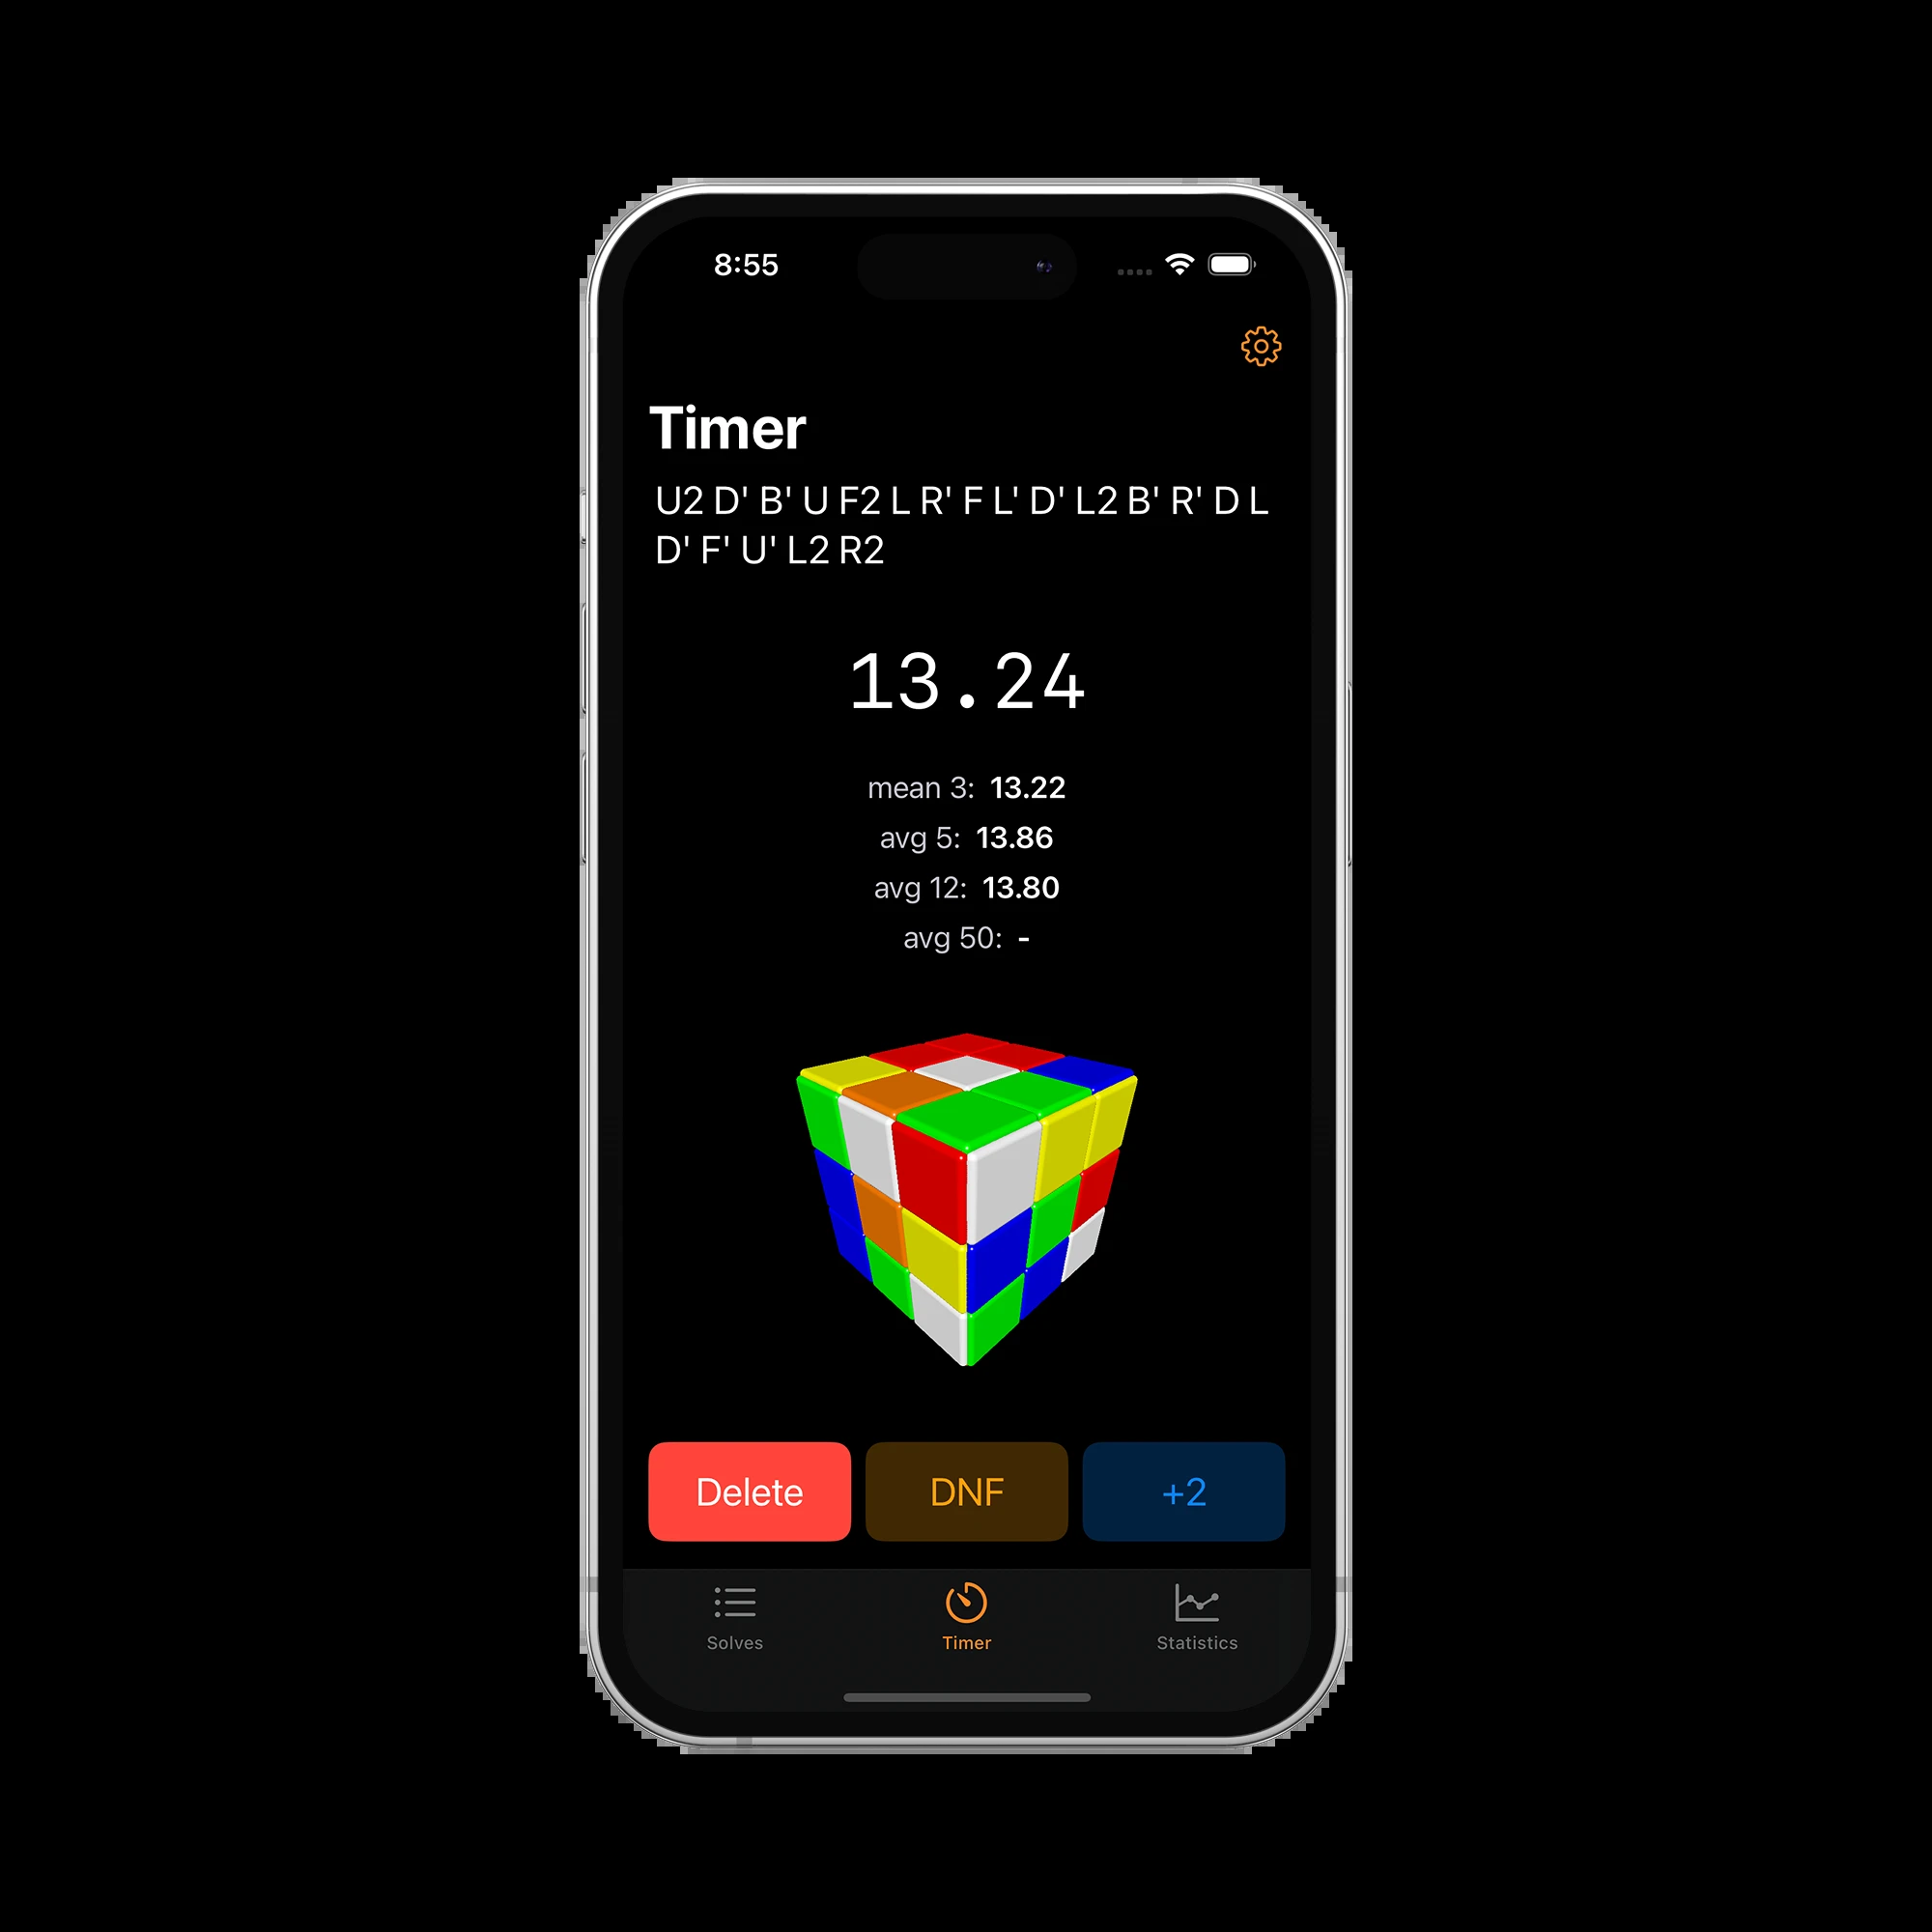 8:55
Timer
U2 D' B' U F2 L R' F L' D' L2 B' R' D L
D' F' U' L2 R2
13.24
mean 3: 13.22
avg 5: 13.86
avg 12: 13.80
avg 50: -
Delete DNF +2
Solves Timer Statistics